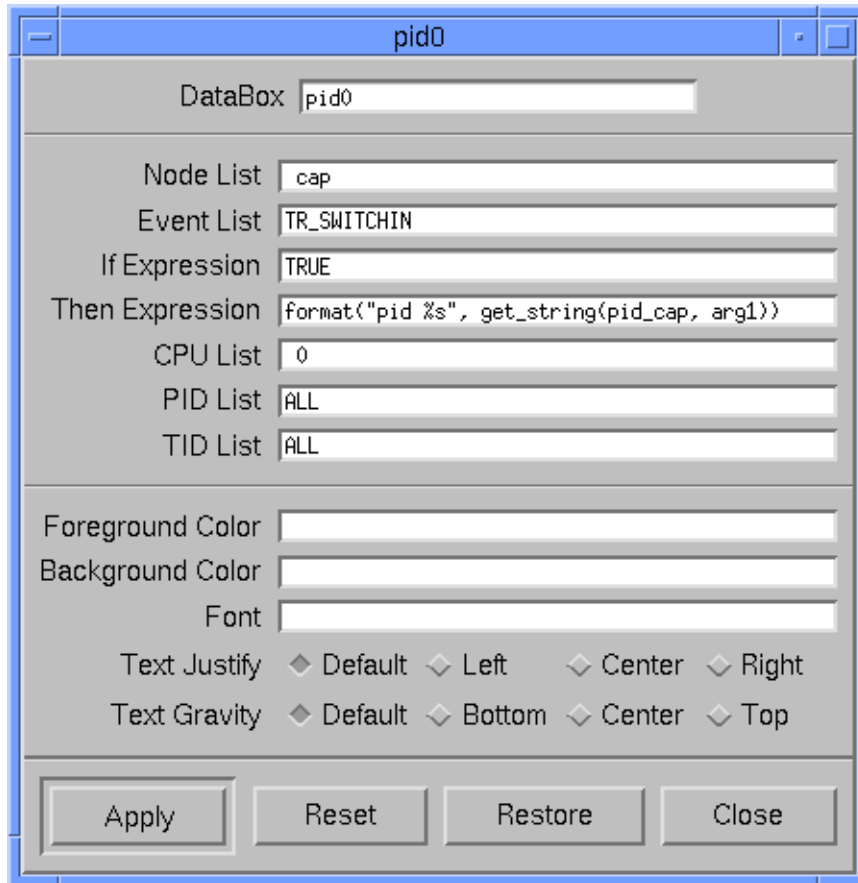 pid0
DataBox pid0
Node List cap
Event List TR_SWITCHIN
If Expression TRUE
Then Expression format("pid %s", get_string(pid_cap, arg1))
CPU List 0
PID List ALL
TID List ALL
Foreground Color
Background Color
Font
Text Justify Default Left Center Right
Text Gravity Default Bottom Center Top
Apply Reset Restore Close